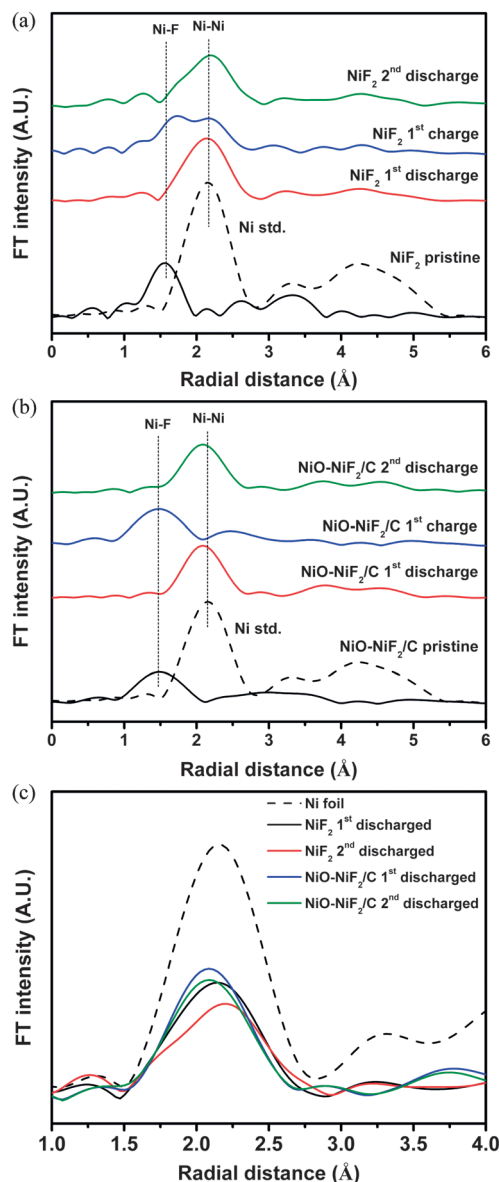 (a)
Ni-F
Ni-Ni
NiF₂ 2ⁿᵈ discharge
NiF₂ 1ˢᵗ charge
NiF₂ 1ˢᵗ discharge
Ni std.
NiF₂ pristine
FT intensity (A.U.)
0 1 2 3 4 5 6
Radial distance (Å)
(b)
Ni-F
Ni-Ni
NiO-NiF₂/C 2ⁿᵈ discharge
NiO-NiF₂/C 1ˢᵗ charge
NiO-NiF₂/C 1ˢᵗ
discharge
Ni std.
NiO-NiF₂/C pristine
FT intensity (A.U.)
0 1 2 3 4 5 6
Radial distance (Å)
(c)
Ni foil
NiF₂ 1ˢᵗ discharged
NiF₂ 2ⁿᵈ discharged
NiO-NiF₂/C 1ˢᵗ discharged
NiO-NiF₂/C 2ⁿᵈ discharged
FT intensity (A.U.)
1.0 1.5 2.0 2.5 3.0 3.5 4.0
Radial distance (Å)